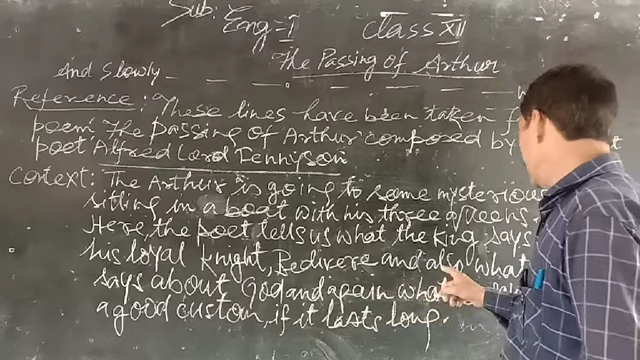 Sub: Eng-I Class XII
The Passing of Arthur
And Slowly
Reference: These lines have been taken
poem 'The Passing of Arthur' composed by
poet Alfred Lord Tennyson
Context: The Arthur is going to some mysterious
sitting in a boat with his three queens.
Here, the poet tells us what the King says
his loyal knight, Bedivere and also what
says about God and again what
a good custom, if it lasts long.